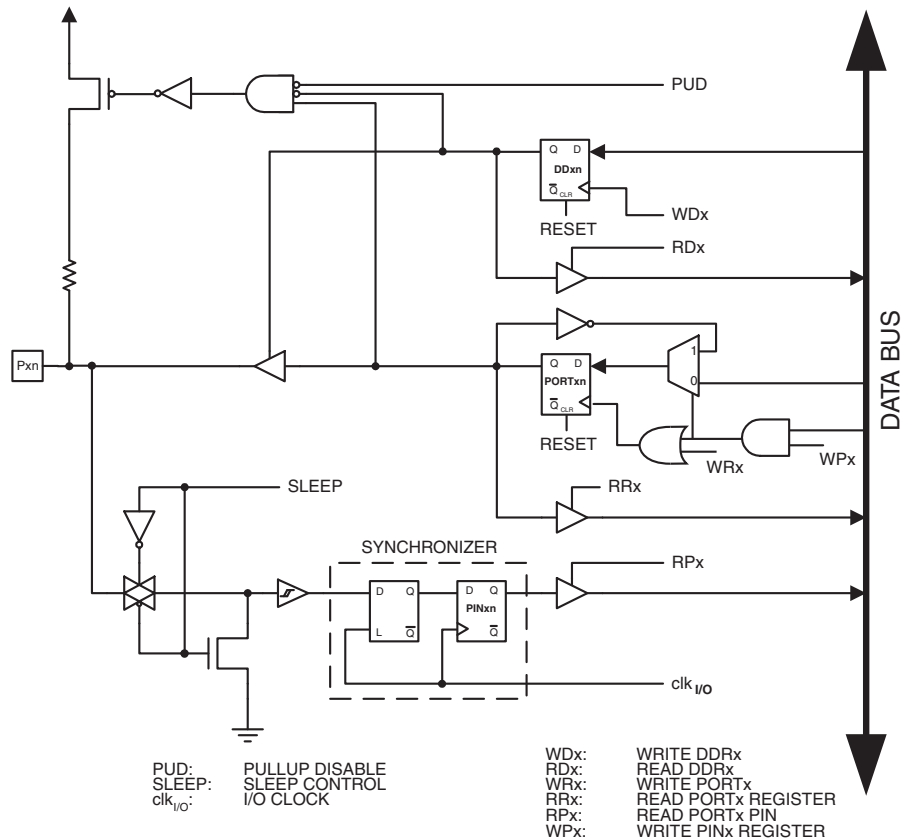 PUD
Q D
DDxn
Q CLR
WDx
RESET
RDx
Pxn
1
Q D
PORTxn
0
Q CLR
RESET
WRx
WPx
DATA BUS
RRx
SLEEP
SYNCHRONIZER
RPx
D Q
D Q
PINxn
L Q
Q
clk I/O
PUD: PULLUP DISABLE
SLEEP: SLEEP CONTROL
clkI/O: I/O CLOCK
WDx: WRITE DDRx
RDx: READ DDRx
WRx: WRITE PORTx
RRx: READ PORTx REGISTER
RPx: READ PORTx PIN
WPx: WRITE PINx REGISTER